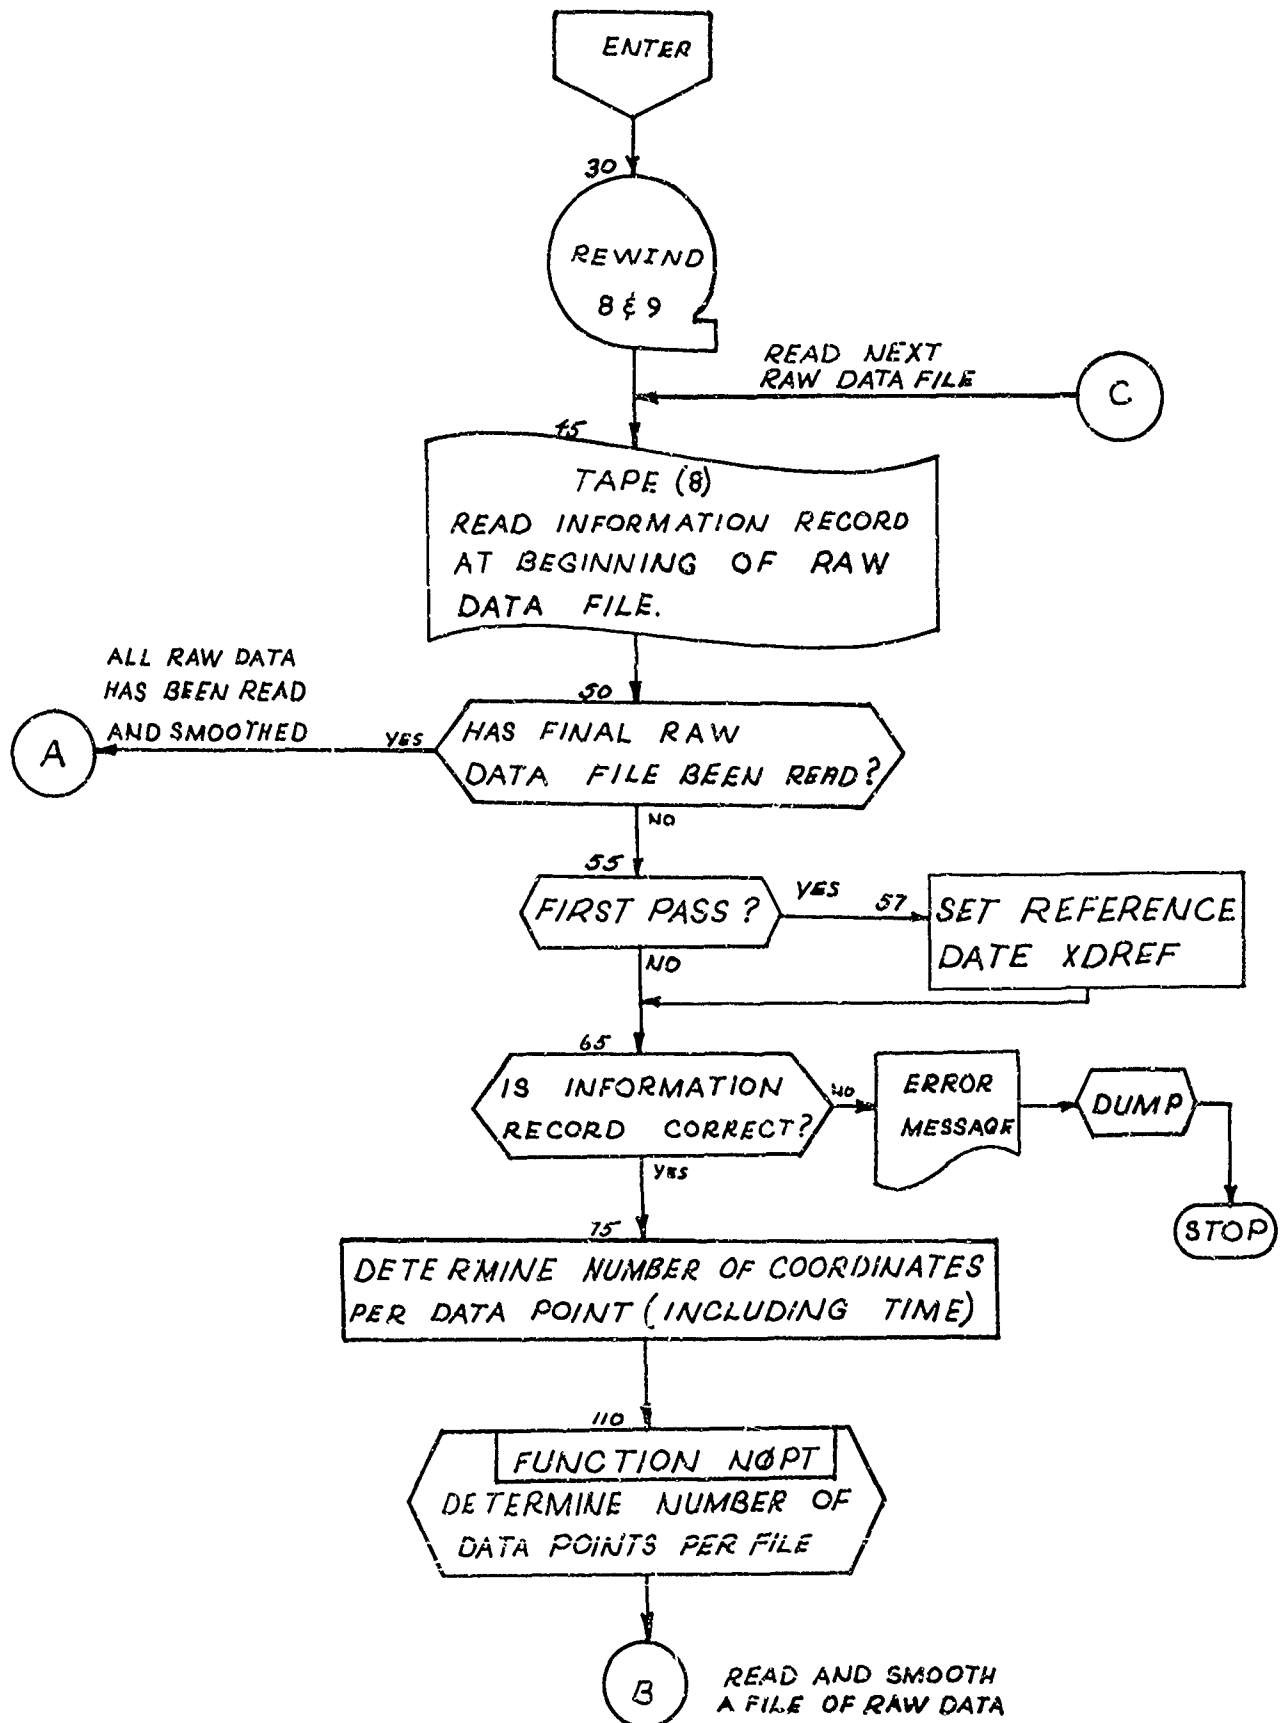 ENTER
30
REWIND
8 & 9
READ NEXT
RAW DATA FILE
C
45
TAPE (8)
READ INFORMATION RECORD
AT BEGINNING OF RAW
DATA FILE.
ALL RAW DATA
HAS BEEN READ
AND SMOOTHED
A
YES
50
HAS FINAL RAW
DATA FILE BEEN READ?
NO
55
FIRST PASS?
YES
57
SET REFERENCE
DATE XDREF
NO
65
IS INFORMATION
RECORD CORRECT?
NO
ERROR
MESSAGE
DUMP
STOP
YES
75
DETERMINE NUMBER OF COORDINATES
PER DATA POINT (INCLUDING TIME)
110
FUNCTION NØPT
DETERMINE NUMBER OF
DATA POINTS PER FILE
B
READ AND SMOOTH
A FILE OF RAW DATA